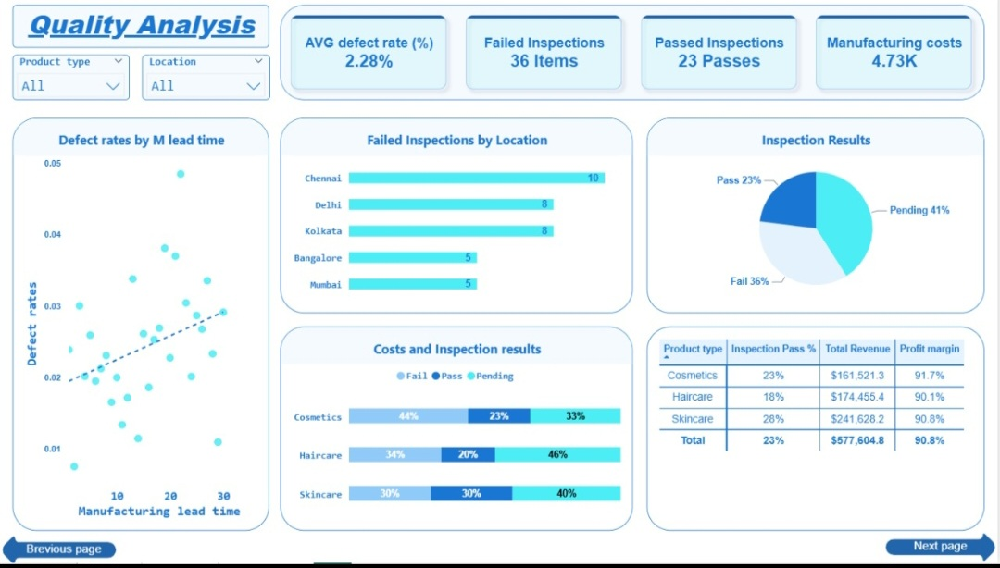 Quality Analysis
Product type
All
Location
All
AVG defect rate (%)
2.28%
Failed Inspections
36 Items
Passed Inspections
23 Passes
Manufacturing costs
4.73K
Defect rates by M lead time
0.05
0.04
0.03
0.02
0.01
Defect rates
10 20 30
Manufacturing lead time
Failed Inspections by Location
Chennai 10
Delhi 8
Kolkata 8
Bangalore 5
Mumbai 5
Inspection Results
Pass 23%
Pending 41%
Fail 36%
Costs and Inspection results
Fail Pass Pending
Cosmetics 44% 23% 33%
Haircare 34% 20% 46%
Skincare 30% 30% 40%
Product type Inspection Pass % Total Revenue Profit margin
Cosmetics 23% $161,521.3 91.7%
Haircare 18% $174,455.4 90.1%
Skincare 28% $241,628.2 90.8%
Total 23% $577,604.8 90.8%
Brevious page
Next page